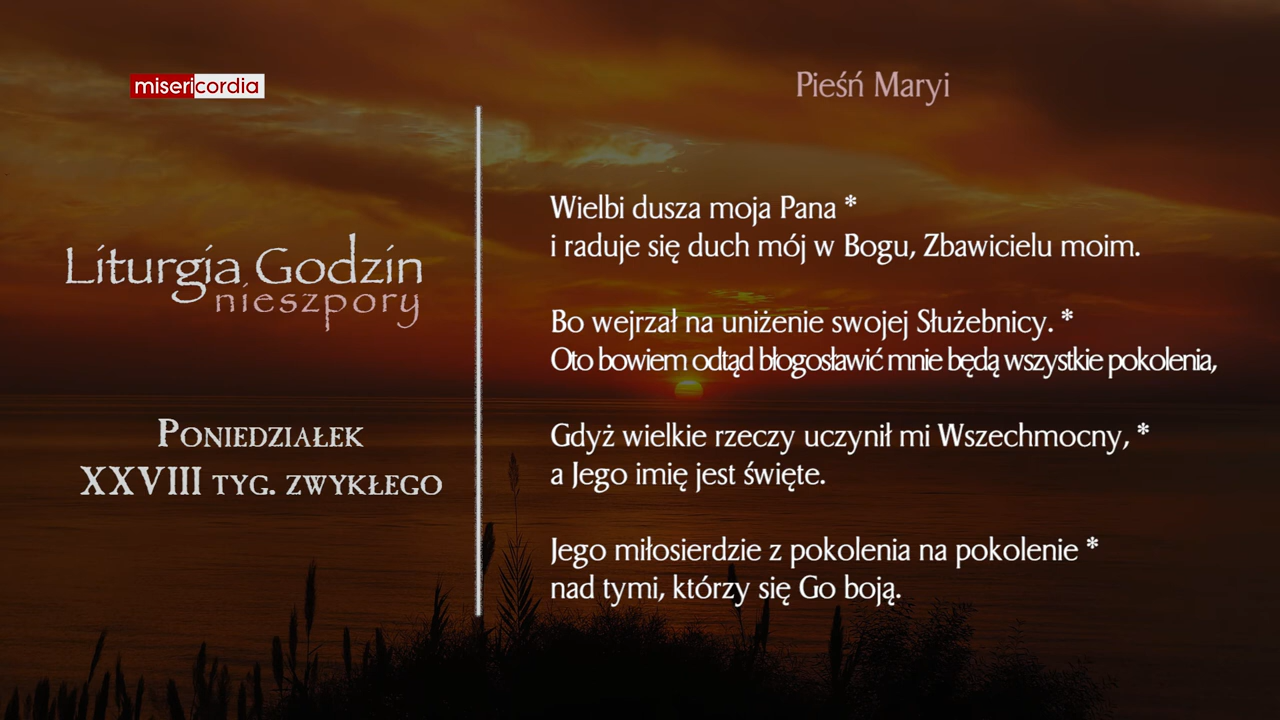 misericordia
Liturgia Godzin
nieszpory
Poniedziałek
XXVIII tyg. zwykłego
Pieśń Maryi
Wielbi dusza moja Pana *
i raduje się duch mój w Bogu, Zbawicielu moim.
Bo wejrzał na uniżenie swojej Służebnicy. *
Oto bowiem odtąd błogosławić mnie będą wszystkie pokolenia,
Gdyż wielkie rzeczy uczynił mi Wszechmocny, *
a Jego imię jest święte.
Jego miłosierdzie z pokolenia na pokolenie *
nad tymi, którzy się Go boją.